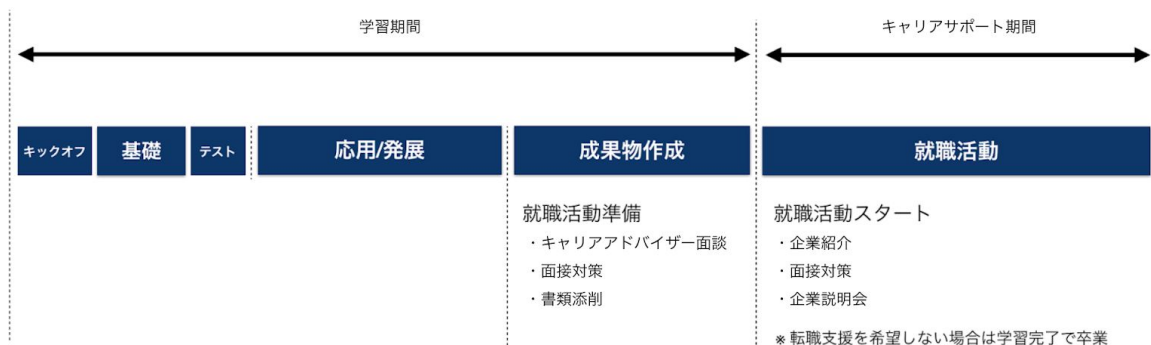 学習期間
キャリアサポート期間
キックオフ
基礎
テスト
応用/発展
成果物作成
就職活動
就職活動準備
・キャリアアドバイザー面談
・面接対策
・書類添削
就職活動スタート
・企業紹介
・面接対策
・企業説明会
※ 転職支援を希望しない場合は学習完了で卒業